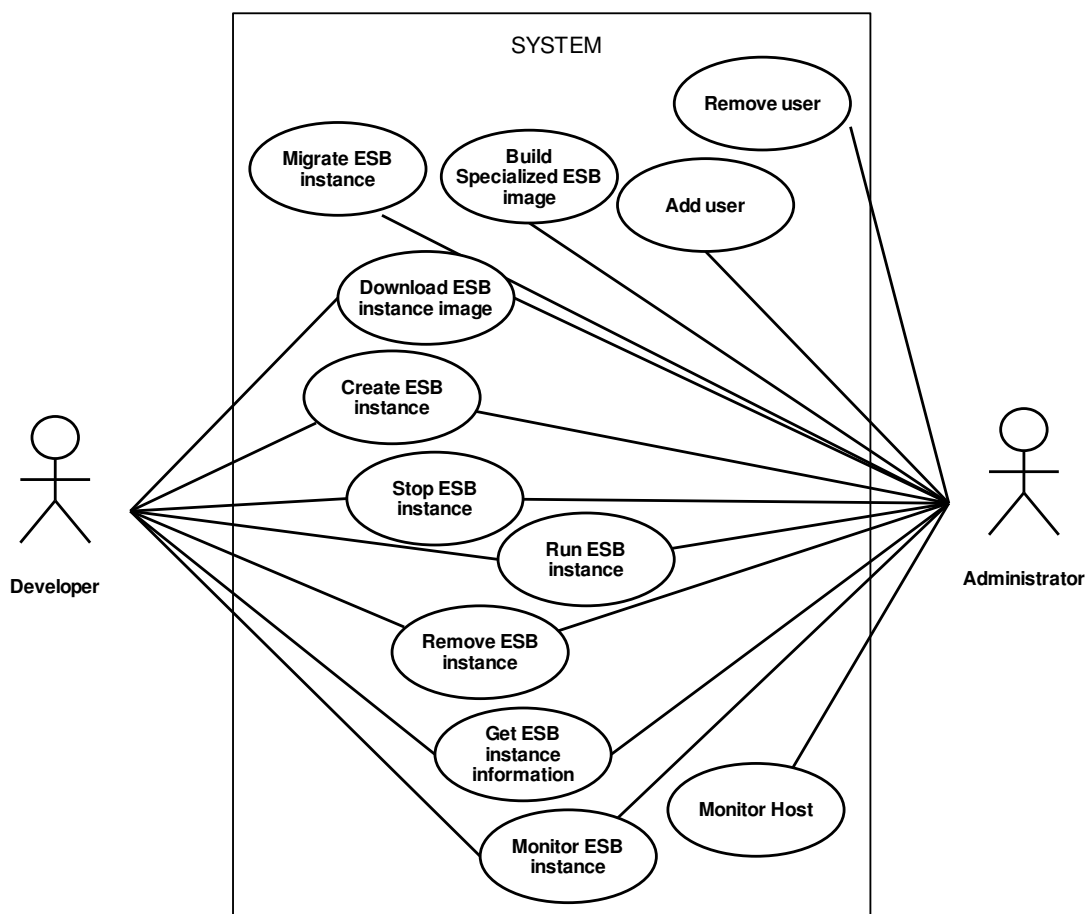 SYSTEM
Remove user
Migrate ESB
instance
Build
Specialized ESB
image
Add user
Download ESB
instance image
Create ESB
instance
Stop ESB
instance
Run ESB
instance
Developer
Administrator
Remove ESB
instance
Get ESB
instance
information
Monitor Host
Monitor ESB
instance